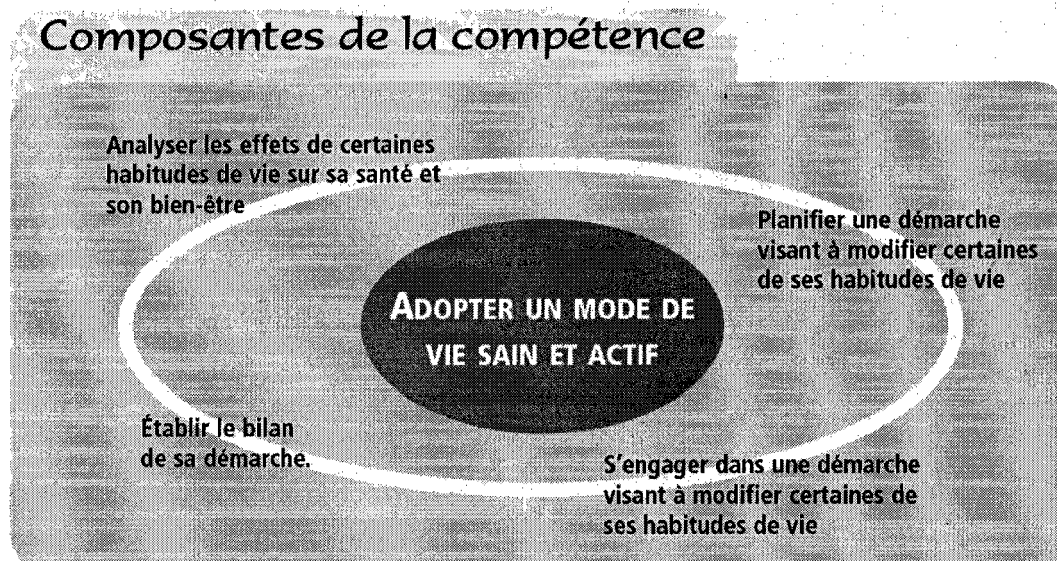 Composantes de la compétence
Analyser les effets de certaines
habitudes de vie sur sa santé et
son bien-être
Planifier une démarche
visant à modifier certaines
de ses habitudes de vie
ADOPTER UN MODE DE
VIE SAIN ET ACTIF
Établir le bilan
de sa démarche.
S'engager dans une démarche
visant à modifier certaines de
ses habitudes de vie